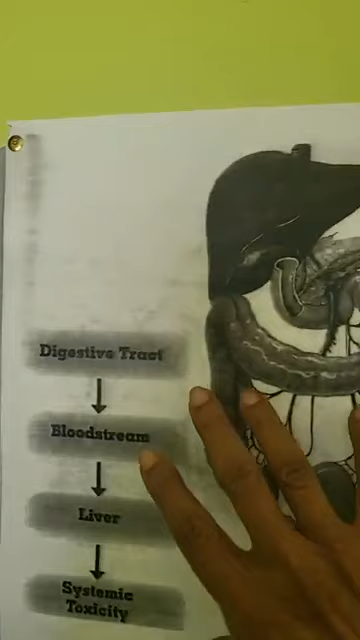 Digestive Tract
Bloodstream
Liver
Systemic
Toxicity